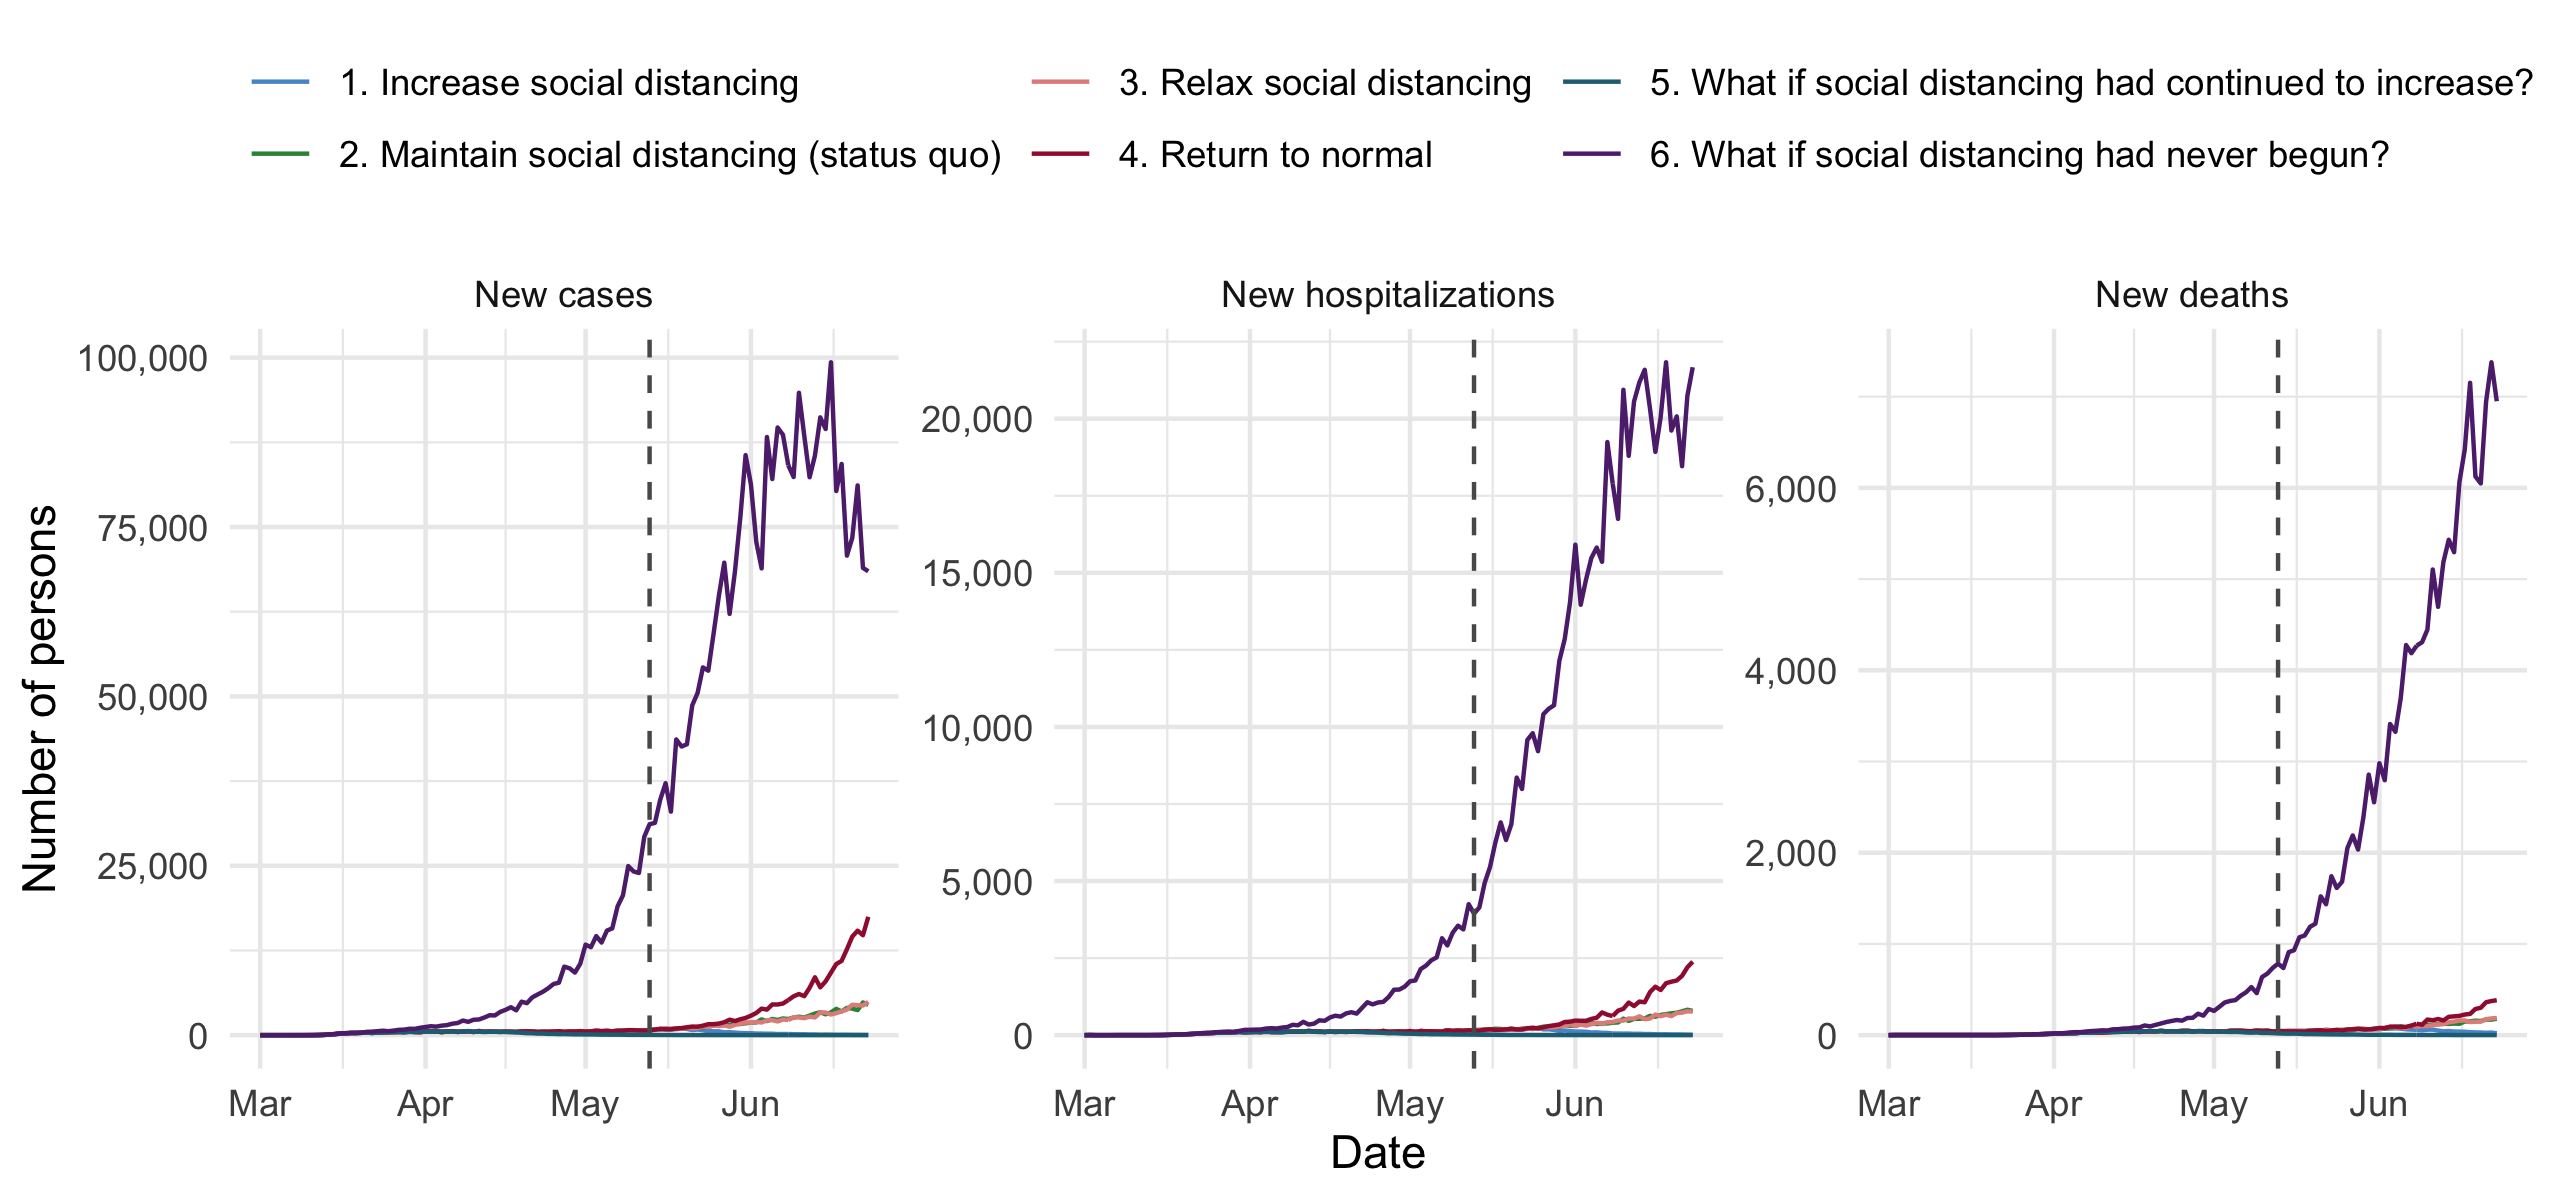 1. Increase social distancing
3. Relax social distancing
5. What if social distancing had continued to increase?
2. Maintain social distancing (status quo)
4. Return to normal
6. What if social distancing had never begun?
New cases
New hospitalizations
New deaths
Number of persons
100,000
75,000
50,000
25,000
0
20,000
15,000
10,000
5,000
0
6,000
4,000
2,000
0
Mar Apr May Jun
Mar Apr May Jun
Mar Apr May Jun
Date